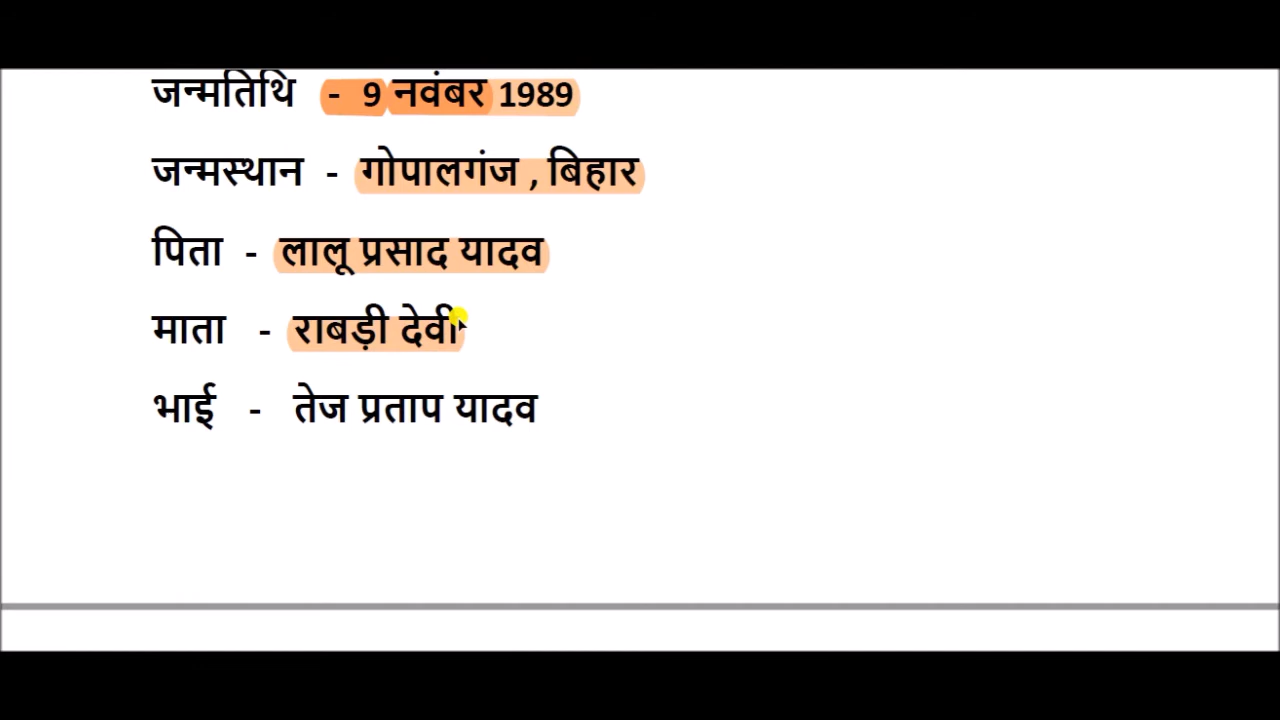 जन्मतिथि - 9 नवंबर 1989
जन्मस्थान - गोपालगंज , बिहार
पिता - लालू प्रसाद यादव
माता - राबड़ी देवी
भाई - तेज प्रताप यादव